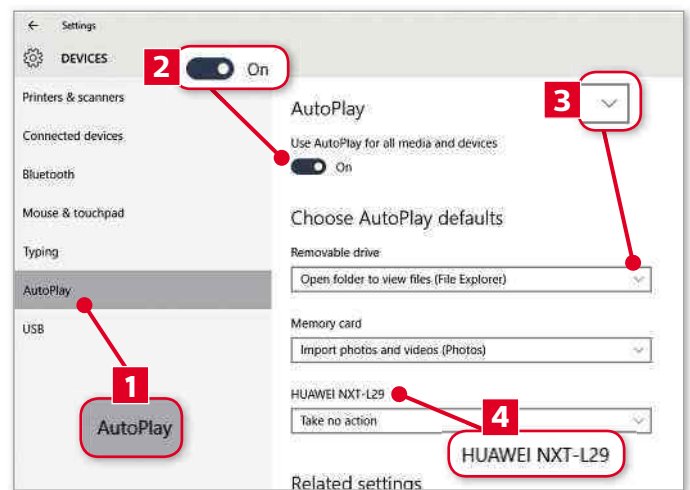 Settings
DEVICES
2
On
Printers & scanners
Connected devices
Bluetooth
Mouse & touchpad
Typing
AutoPlay
USB
1
AutoPlay
AutoPlay
3
Use AutoPlay for all media and devices
On
Choose AutoPlay defaults
Removable drive
Open folder to view files (File Explorer)
Memory card
Import photos and videos (Photos)
HUAWEI NXT-L29
Take no action
4
HUAWEI NXT-L29
Related settings